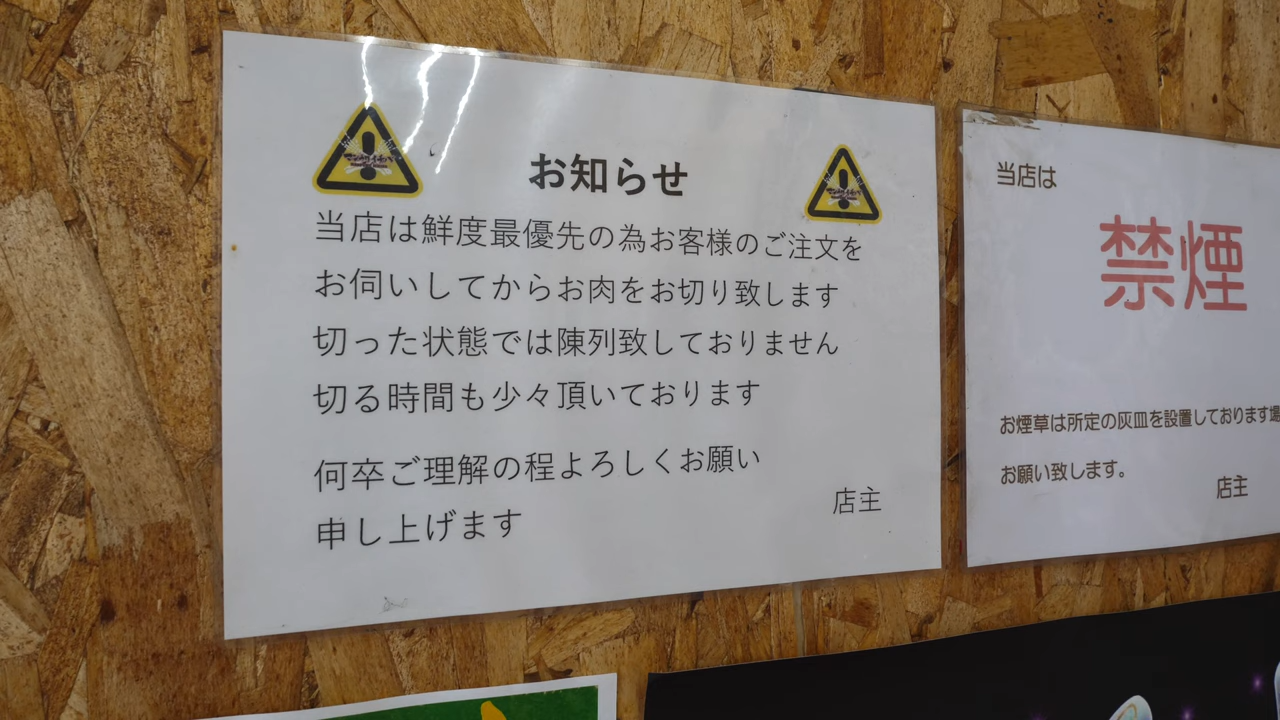 お知らせ
当店は鮮度最優先の為お客様のご注文を
お伺いしてからお肉をお切り致します
切った状態では陳列致しておりません
切る時間も少々頂いております
何卒ご理解の程よろしくお願い
申し上げます
店主
当店は
禁煙
お煙草は所定の灰皿を設置しております
お願い致します。
店主